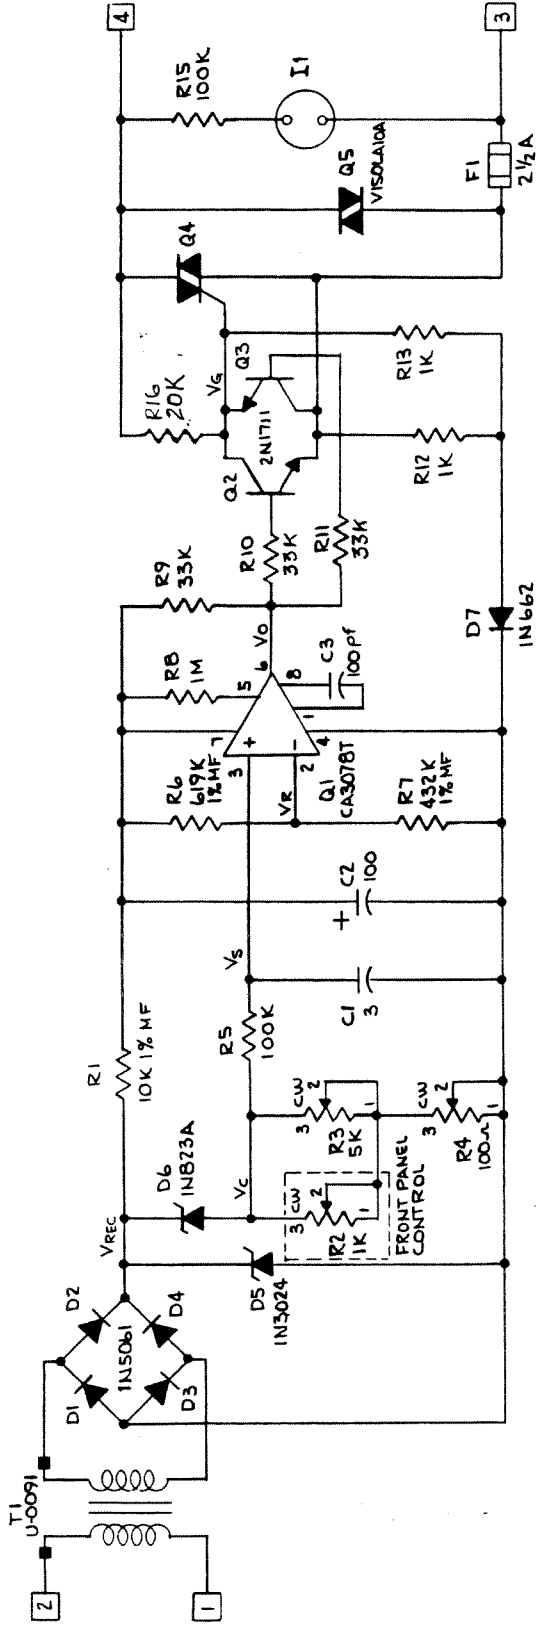 T1
U-0091
2
1
D1
D2
1N5061
D3
D4
VREC
D5
1N3024
D6
1N823A
VC
R2
1K
3
CW
2
1
FRONT PANEL
CONTROL
R3
5K
3
CW
2
1
R4
100Ω
3
CW
2
1
R1
10K 1% MF
R5
100K
VS
C1
3
+
C2
100
R6
619K
1% MF
VR
R7
432K
1% MF
Q1
CA3078T
3
+
2
-
7
4
5
6
8
1
R8
1M
C3
100pf
VO
R9
33K
R10
33K
R11
33K
D7
1N662
Q2
2N1711
Q3
VG
R16
20K
R12
1K
R13
1K
Q4
Q5
V150LA10A
R15
100K
I1
F1
2½A
4
3